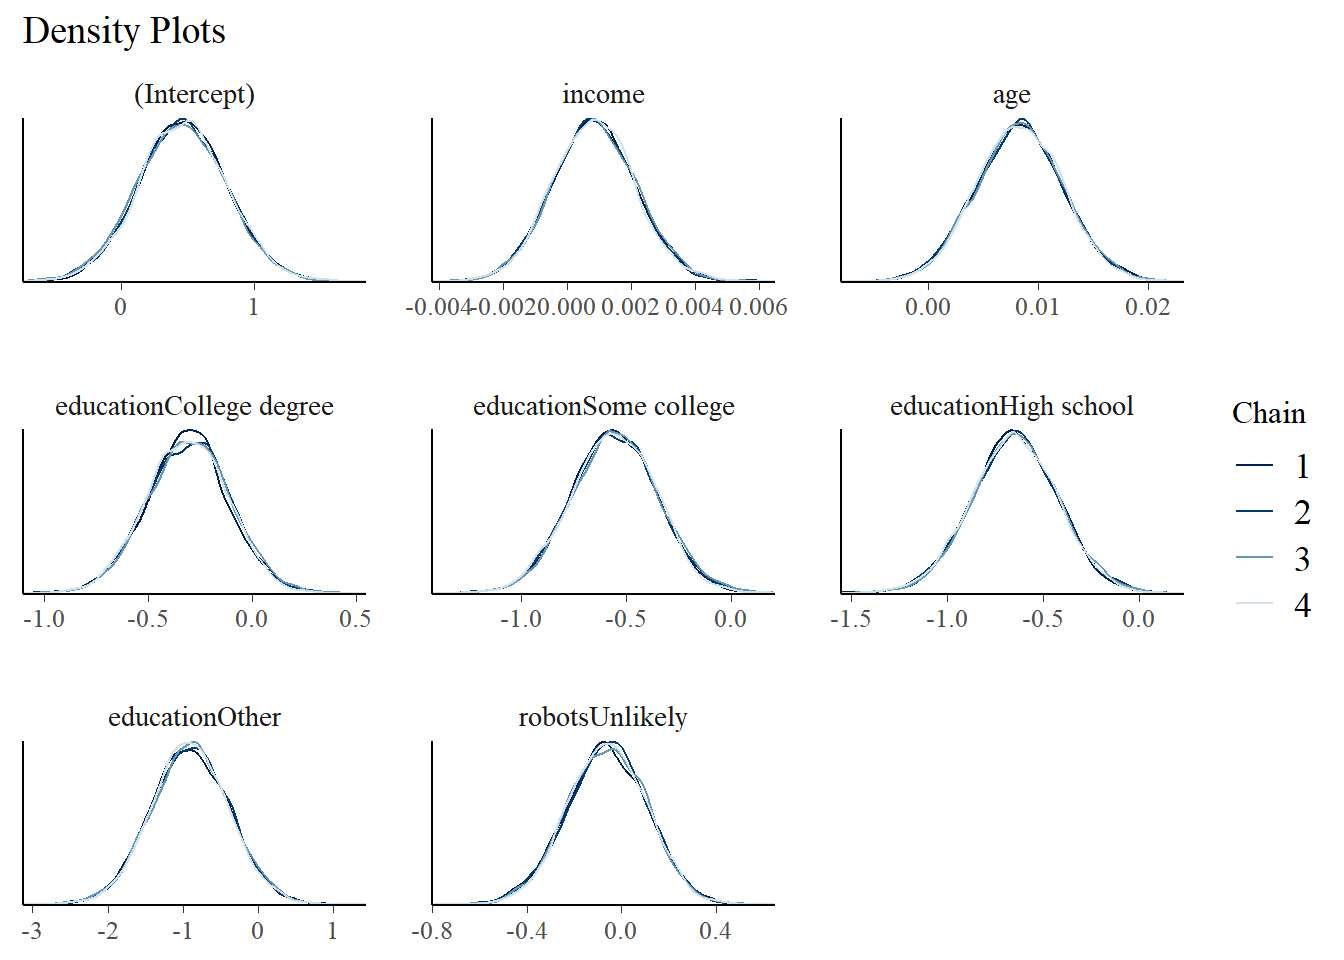 Density Plots
(Intercept) income age
0 1
-0.004 -0.002 0.000 0.002 0.004 0.006
0.00 0.01 0.02
educationCollege degree educationSome college educationHigh school
-1.0 -0.5 0.0 0.5
-1.0 -0.5 0.0
-1.5 -1.0 -0.5 0.0
Chain
1
2
3
4
educationOther robotsUnlikely
-3 -2 -1 0 1
-0.8 -0.4 0.0 0.4